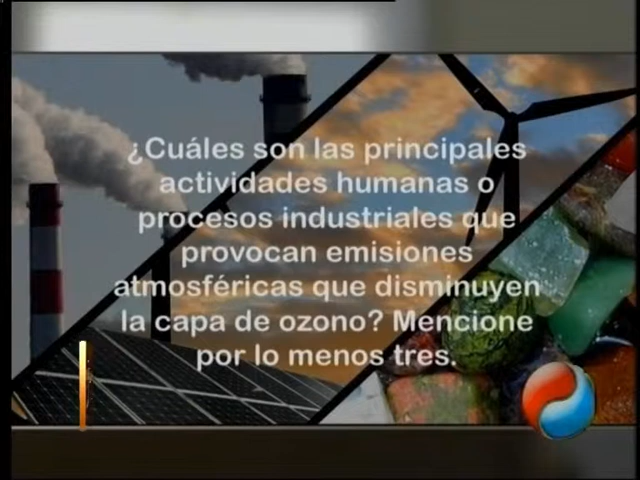 ¿Cuáles son las principales
actividades humanas o
procesos industriales que
provocan emisiones
atmosféricas que disminuyen
la capa de ozono? Mencione
por lo menos tres.